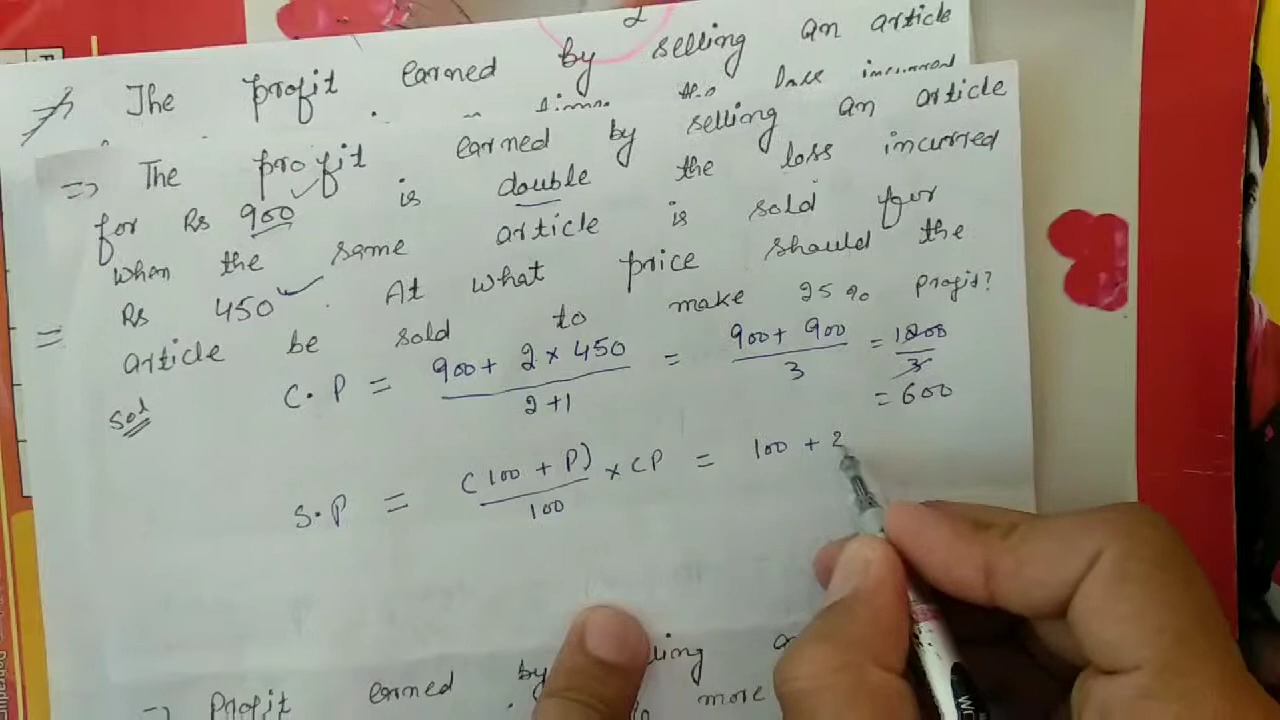 2
The profit earned by selling an article
=> The profit earned by selling an article
for Rs 900 is double the loss incurred
when the same article is sold for
Rs 450. At what price should the
article be sold to make 25% profit?
Sol C.P = 900 + 2 × 450 / 2+1 = 900 + 900 / 3 = 1800 / 3
= 600
S.P = (100 + P) / 100 × CP = 100 + 2
=> Profit earned by
more